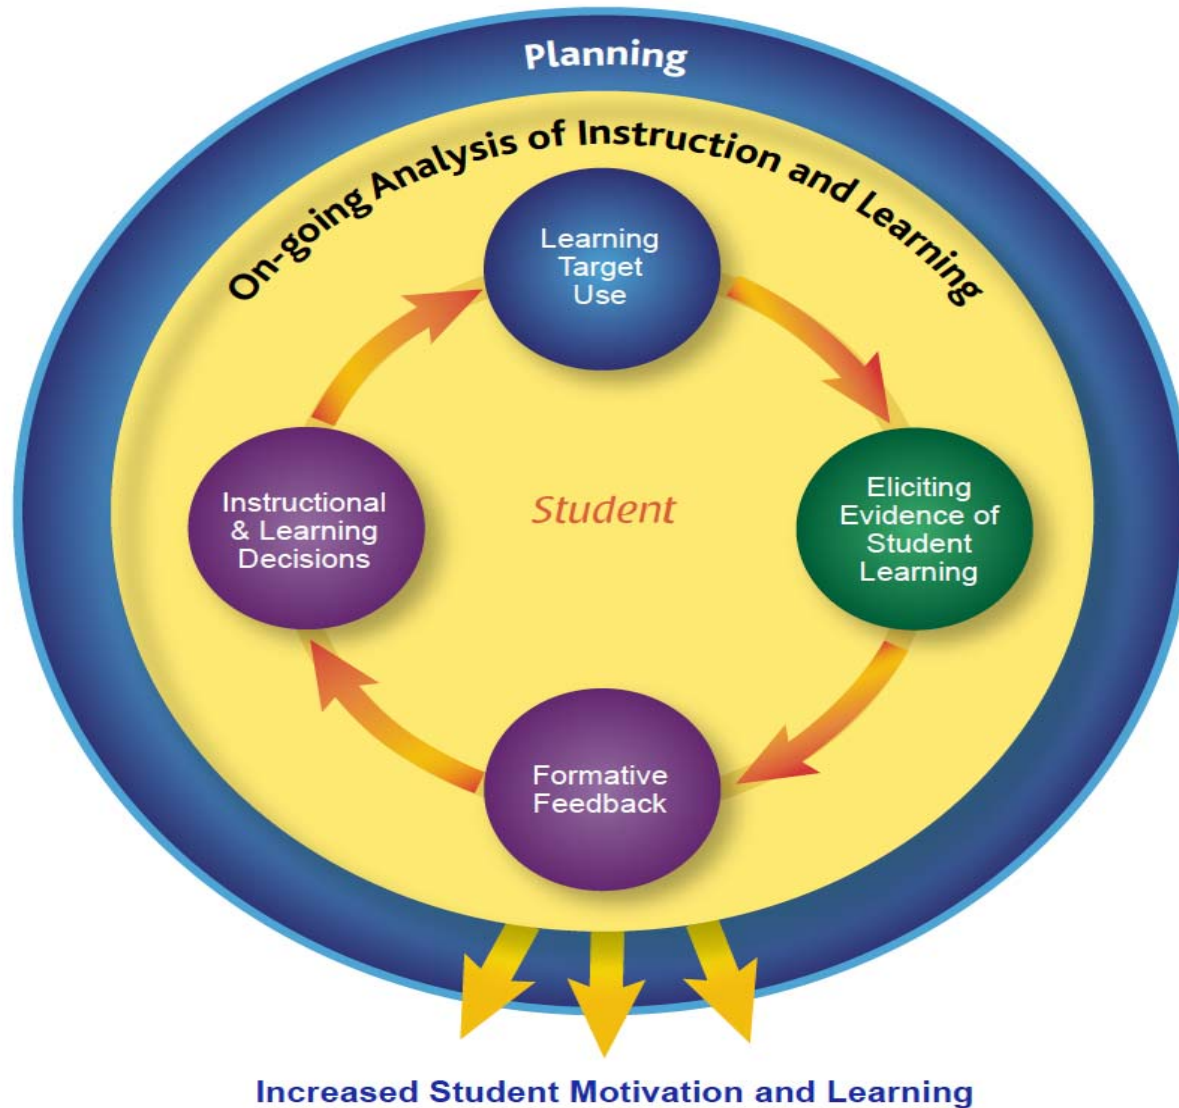 Planning
On-going Analysis of Instruction and Learning
Learning
Target
Use
Eliciting
Evidence of
Student
Learning
Student
Instructional
& Learning
Decisions
Formative
Feedback
Increased Student Motivation and Learning